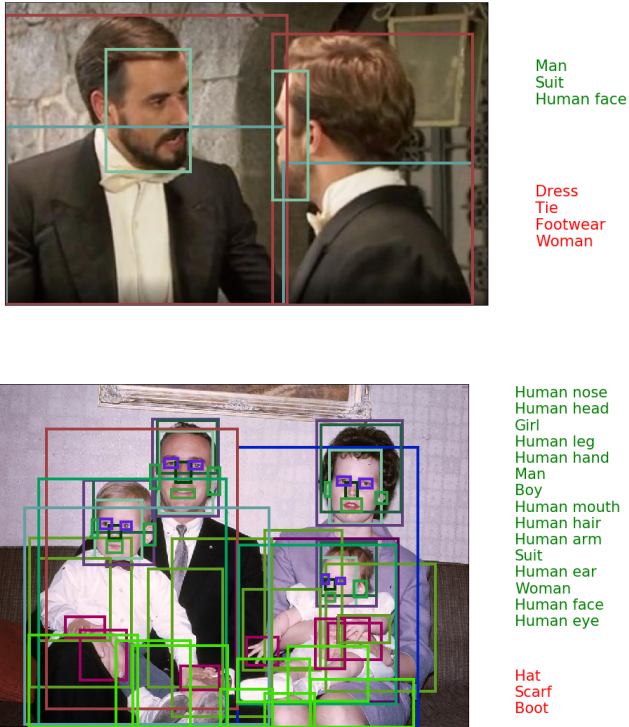 Man
Suit
Human face
Dress
Tie
Footwear
Woman
Human nose
Human head
Girl
Human leg
Human hand
Man
Boy
Human mouth
Human hair
Human arm
Suit
Human ear
Woman
Human face
Human eye
Hat
Scarf
Boot